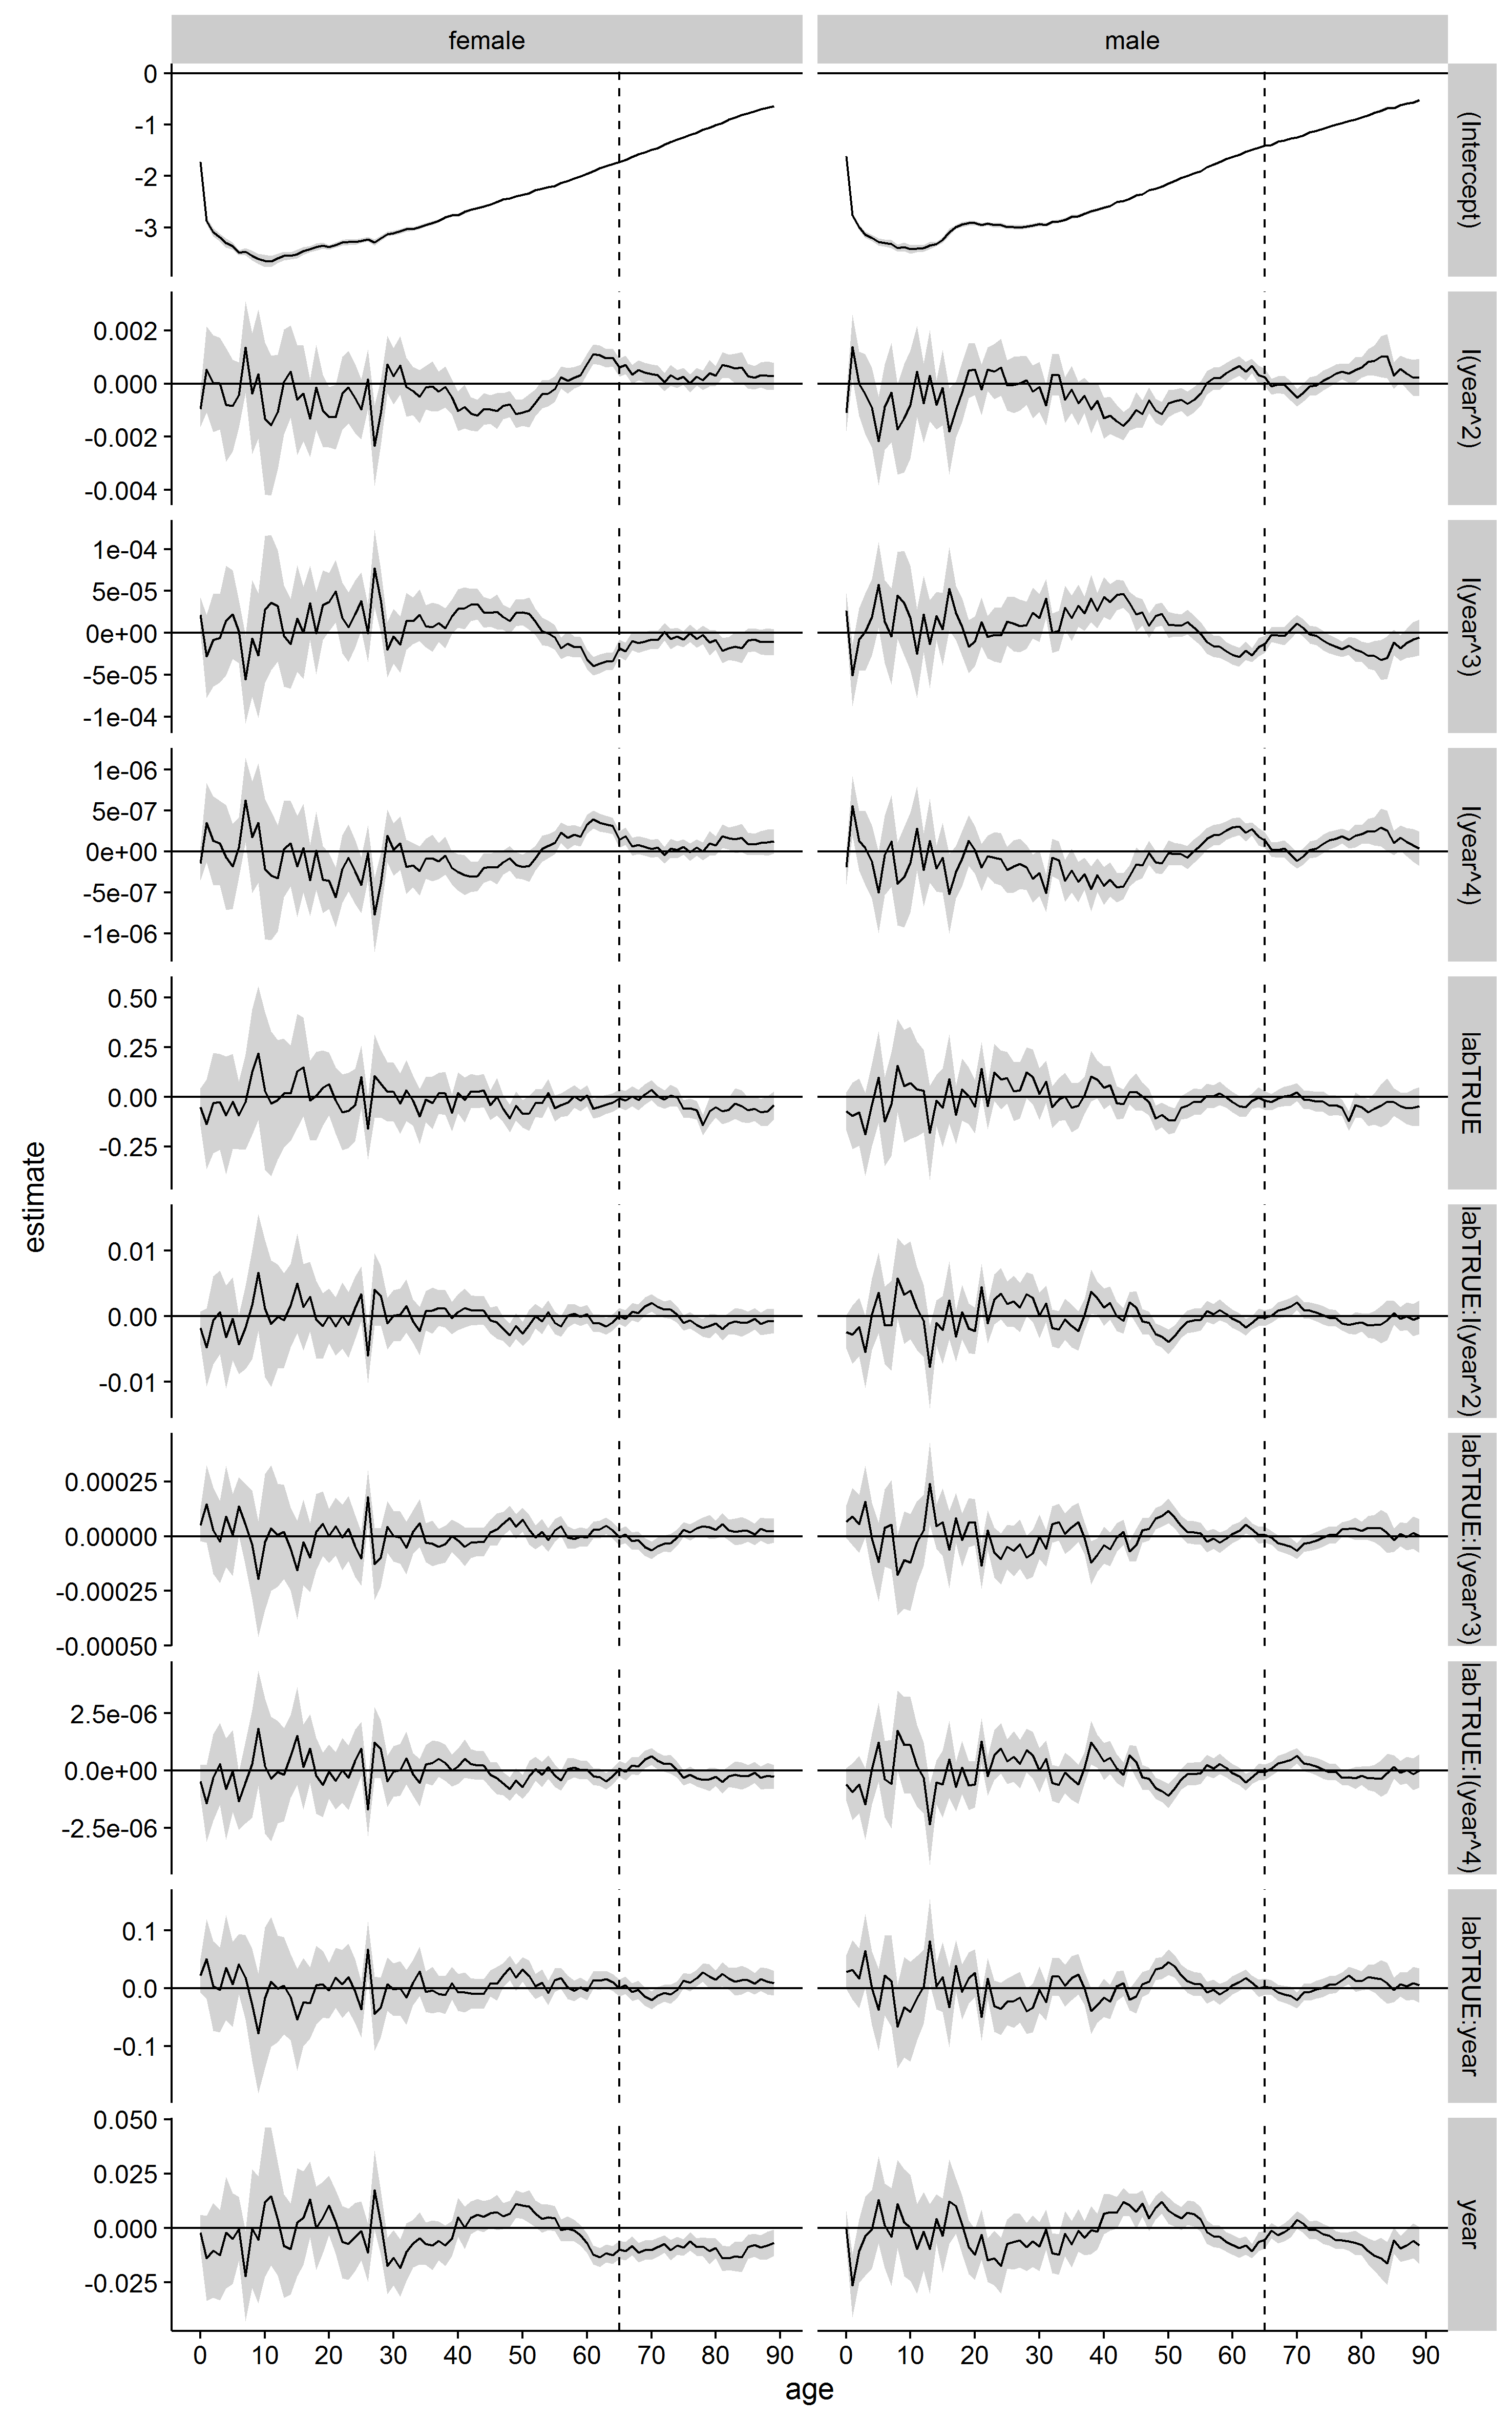 female
male
0
-1
-2
-3
(Intercept)
0.002
0.000
-0.002
-0.004
I(year^2)
1e-04
5e-05
0e+00
-5e-05
-1e-04
I(year^3)
1e-06
5e-07
0e+00
-5e-07
-1e-06
I(year^4)
0.50
0.25
0.00
-0.25
labTRUE
0.01
0.00
-0.01
labTRUE:I(year^2)
0.00025
0.00000
-0.00025
-0.00050
labTRUE:I(year^3)
2.5e-06
0.0e+00
-2.5e-06
labTRUE:I(year^4)
0.1
0.0
-0.1
labTRUE:year
0.050
0.025
0.000
-0.025
year
estimate
0 10 20 30 40 50 60 70 80 90
0 10 20 30 40 50 60 70 80 90
age